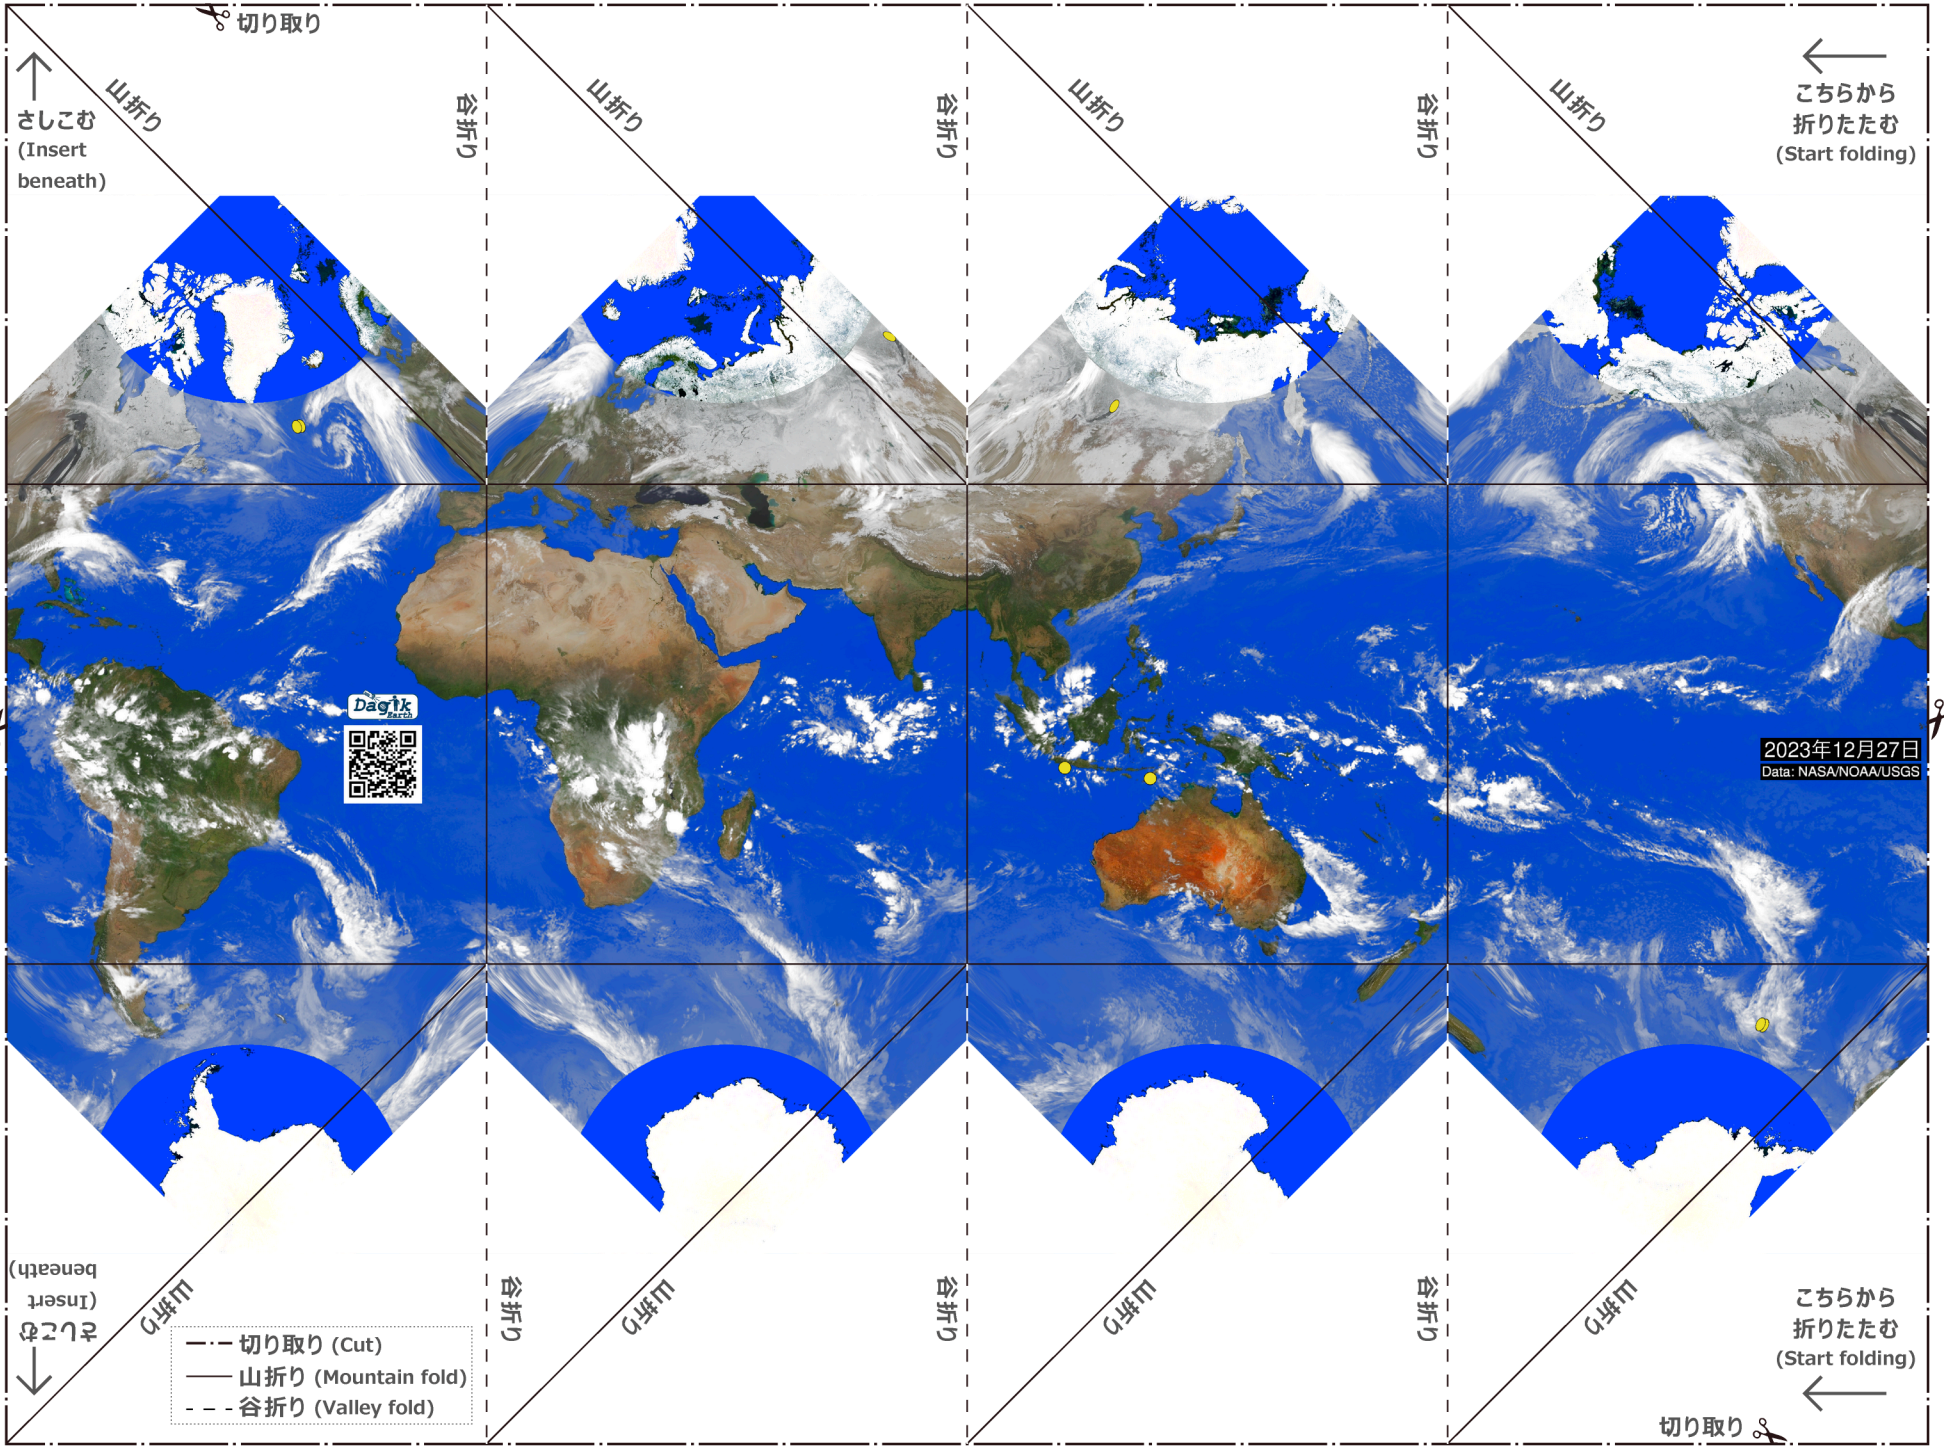 切り取り
山折り
谷折り
山折り
谷折り
山折り
谷折り
山折り
さしこむ
(Insert
beneath)
こちらから
折りたたむ
(Start folding)
Dagik
Earth
2023年12月27日
Data: NASA/NOAA/USGS
さしこむ
(Insert
beneath)
山折り
谷折り
山折り
谷折り
山折り
谷折り
山折り
切り取り (Cut)
山折り (Mountain fold)
谷折り (Valley fold)
こちらから
折りたたむ
(Start folding)
切り取り